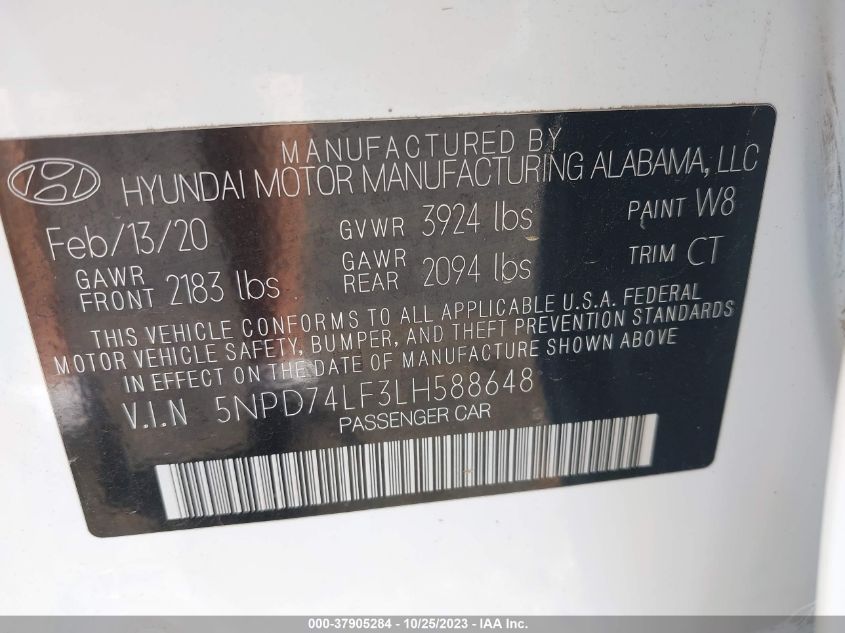 MANUFACTURED BY
HYUNDAI MOTOR MANUFACTURING ALABAMA, LLC
Feb/13/20 GVWR 3924 lbs PAINT W8
GAWR FRONT 2183 lbs GAWR REAR 2094 lbs TRIM CT
THIS VEHICLE CONFORMS TO ALL APPLICABLE U.S.A. FEDERAL
MOTOR VEHICLE SAFETY, BUMPER, AND THEFT PREVENTION STANDARDS
IN EFFECT ON THE DATE OF MANUFACTURE SHOWN ABOVE
V.I.N 5NPD74LF3LH588648
PASSENGER CAR
000-37905284 - 10/25/2023 - IAA Inc.